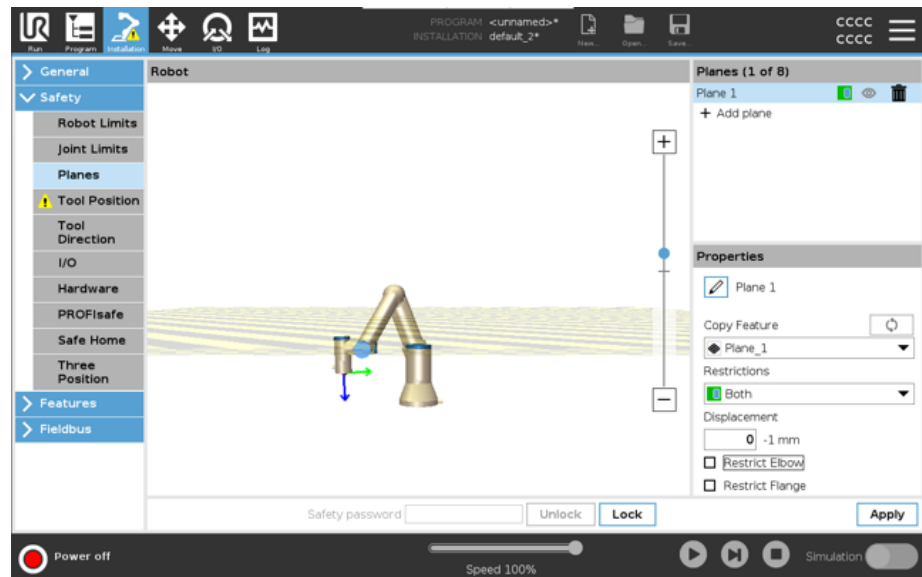 PROGRAM <unnamed>*
INSTALLATION default_2*
UR
Run
Program
Installation
Move
I/O
Log
New...
Open...
Save...
CCCC
CCCC
General
Safety
Robot Limits
Joint Limits
Planes
Tool Position
Tool
Direction
I/O
Hardware
PROFIsafe
Safe Home
Three
Position
Features
Fieldbus
Robot
Planes (1 of 8)
Plane 1
+ Add plane
Properties
Plane 1
Copy Feature
Plane_1
Restrictions
Both
Displacement
0 -1 mm
Restrict Elbow
Restrict Flange
Safety password
Unlock
Lock
Apply
Power off
Speed 100%
Simulation